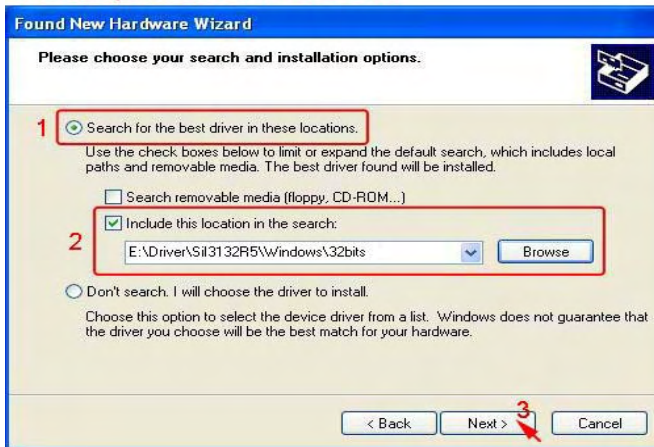 Found New Hardware Wizard
Please choose your search and installation options.
1
Search for the best driver in these locations.
Use the check boxes below to limit or expand the default search, which includes local
paths and removable media. The best driver found will be installed.
Search removable media (floppy, CD-ROM...)
2
Include this location in the search:
E:\Driver\SiI3132R5\Windows\32bits
Browse
Don't search. I will choose the driver to install.
Choose this option to select the device driver from a list. Windows does not guarantee that
the driver you choose will be the best match for your hardware.
< Back
Next >
3
Cancel